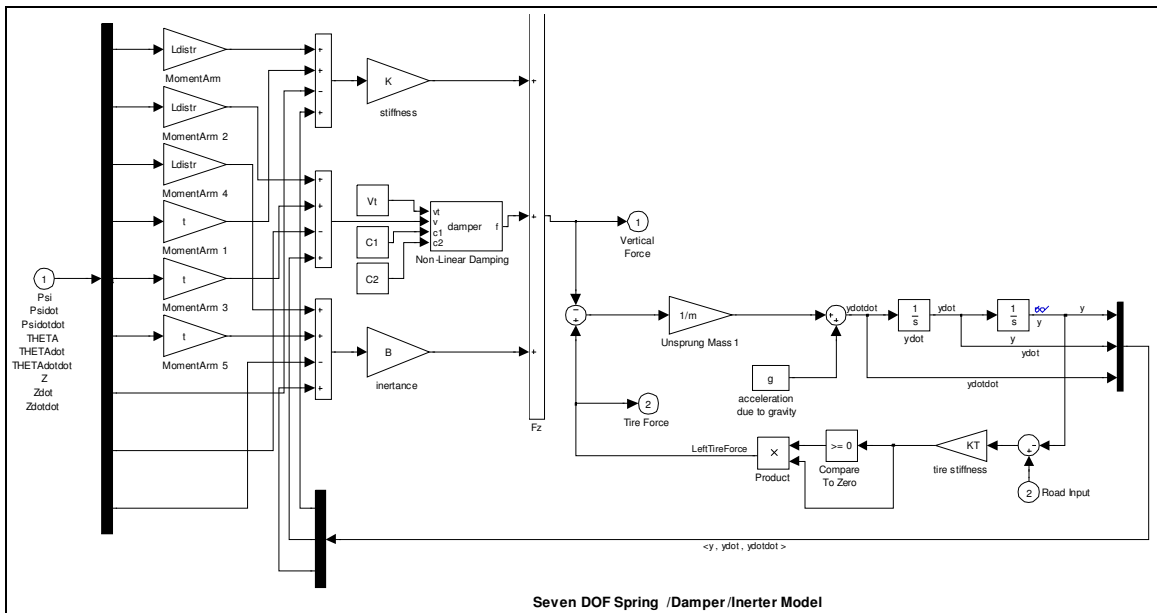 Ldistr
MomentArm
Ldistr
MomentArm 2
Ldistr
MomentArm 4
t
MomentArm 1
t
MomentArm 3
t
MomentArm 5
1
Psi
Psidot
Psidotdot
THETA
THETAdot
THETAdotdot
Z
Zdot
Zdotdot
+
+
−
+
+
+
−
+
+
+
−
+
K
stiffness
Vt
C1
C2
vt
v
c1
c2
damper
f
Non-Linear Damping
B
inertance
+
+
+
Fz
1
Vertical
Force
−
+
1/m
Unsprung Mass 1
+
+
ydotdot
1
s
ydot
ydot
1
s
y
y
y
ydot
ydotdot
g
acceleration
due to gravity
2
Tire Force
LeftTireForce
×
Product
>= 0
Compare
To Zero
KT
tire stiffness
−
+
2
Road Input
<y , ydot , ydotdot >
Seven DOF Spring /Damper /Inerter Model